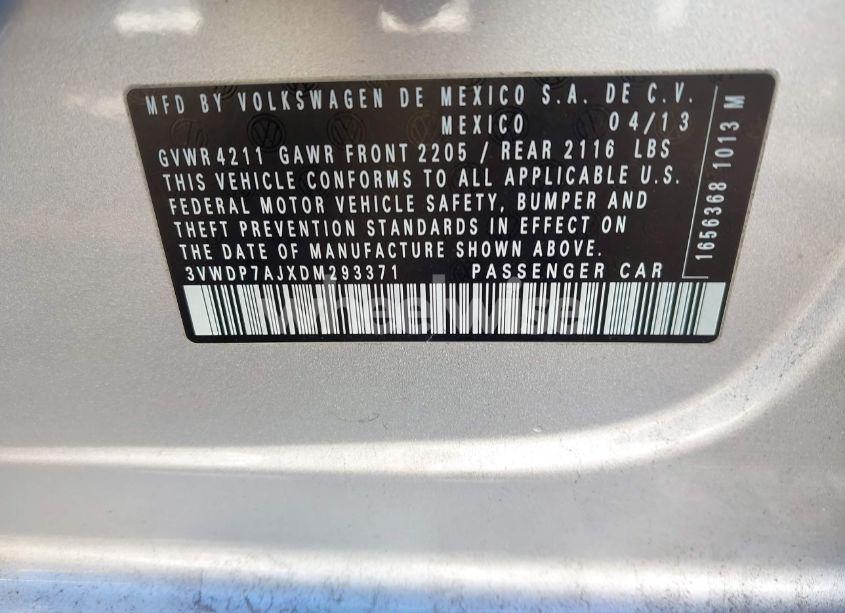 MFD BY VOLKSWAGEN DE MEXICO S.A. DE C.V.
MEXICO 04/13
GVWR 4211 GAWR FRONT 2205 / REAR 2116 LBS
THIS VEHICLE CONFORMS TO ALL APPLICABLE U.S.
FEDERAL MOTOR VEHICLE SAFETY, BUMPER AND
THEFT PREVENTION STANDARDS IN EFFECT ON
THE DATE OF MANUFACTURE SHOWN ABOVE.
3VWDP7AJXDM293371 PASSENGER CAR
1656368 1013 M
wheelwise